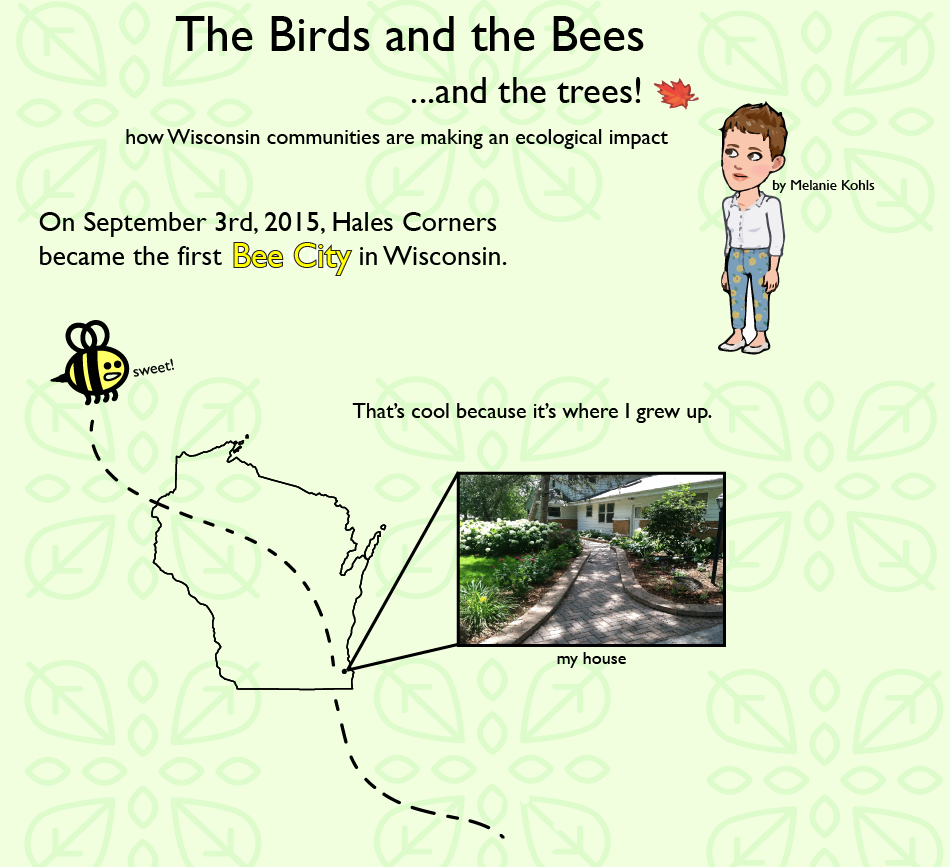 The Birds and the Bees
...and the trees!
how Wisconsin communities are making an ecological impact
by Melanie Kohls
On September 3rd, 2015, Hales Corners
became the first Bee City in Wisconsin.
sweet!
That's cool because it's where I grew up.
my house